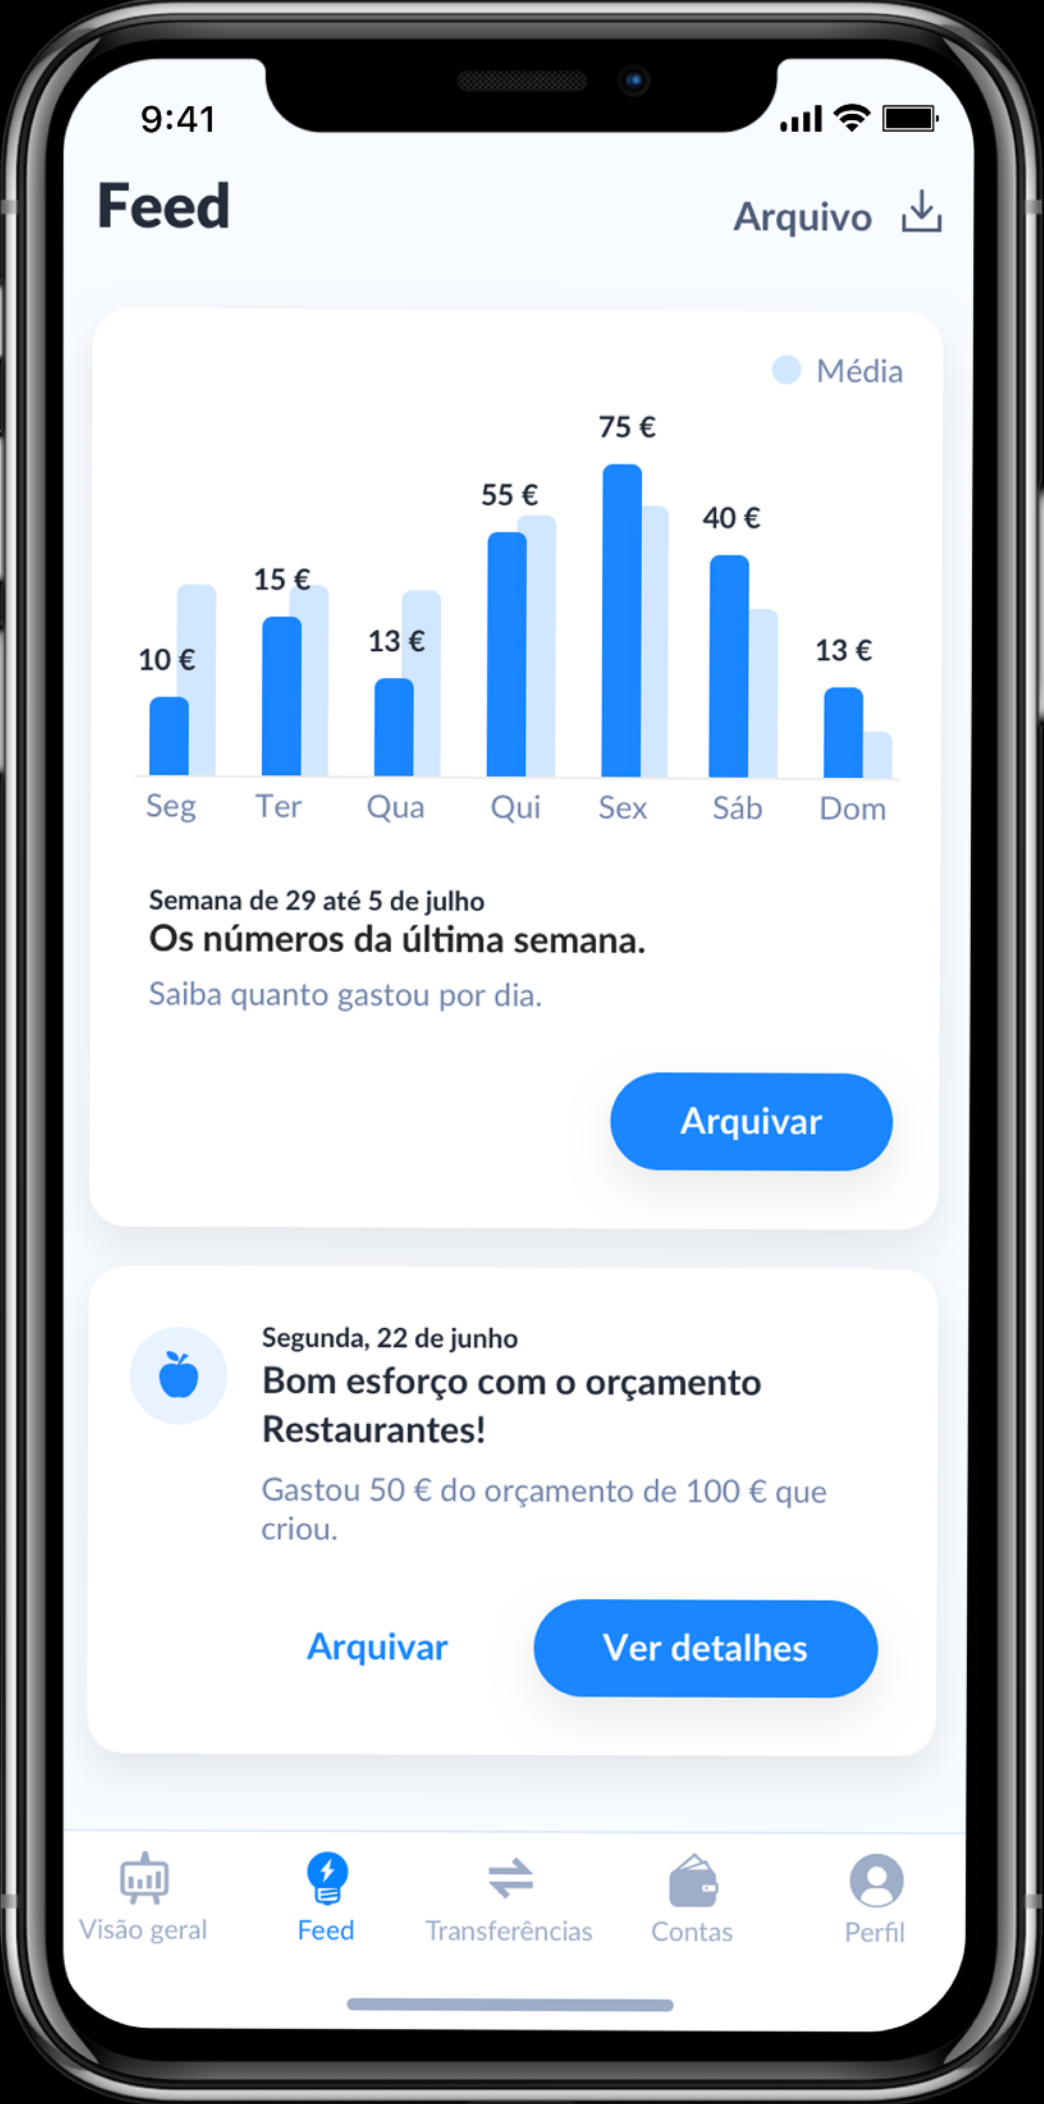 9:41
Feed
Arquivo
Média
75 €
55 €
40 €
15 €
13 €
13 €
10 €
Seg Ter Qua Qui Sex Sáb Dom
Semana de 29 até 5 de julho
Os números da última semana.
Saiba quanto gastou por dia.
Arquivar
Segunda, 22 de junho
Bom esforço com o orçamento
Restaurantes!
Gastou 50 € do orçamento de 100 € que
criou.
Arquivar
Ver detalhes
Visão geral Feed Transferências Contas Perfil